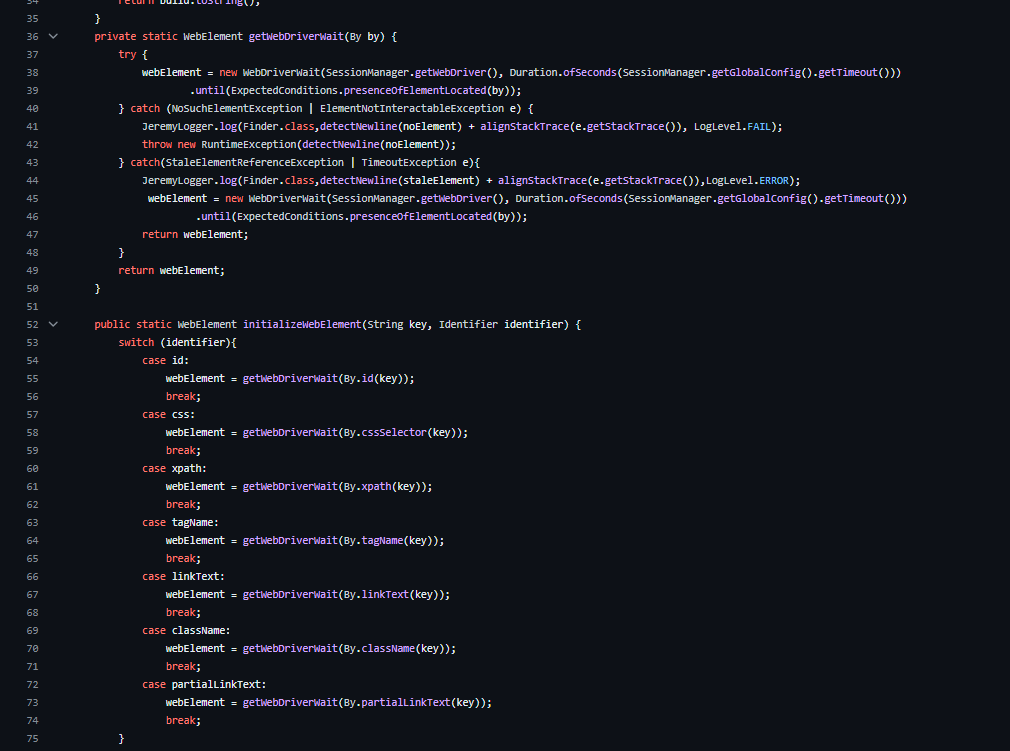 34 return build.toString();
35 }
36 private static WebElement getWebDriverWait(By by) {
37 try {
38 webElement = new WebDriverWait(SessionManager.getWebDriver(), Duration.ofSeconds(SessionManager.getGlobalConfig().getTimeout()))
39 .until(ExpectedConditions.presenceOfElementLocated(by));
40 } catch (NoSuchElementException | ElementNotInteractableException e) {
41 JeremyLogger.log(Finder.class,detectNewline(noElement) + alignStackTrace(e.getStackTrace()), LogLevel.FAIL);
42 throw new RuntimeException(detectNewline(noElement));
43 } catch(StaleElementReferenceException | TimeoutException e){
44 JeremyLogger.log(Finder.class,detectNewline(staleElement) + alignStackTrace(e.getStackTrace()),LogLevel.ERROR);
45 webElement = new WebDriverWait(SessionManager.getWebDriver(), Duration.ofSeconds(SessionManager.getGlobalConfig().getTimeout()))
46 .until(ExpectedConditions.presenceOfElementLocated(by));
47 return webElement;
48 }
49 return webElement;
50 }
51
52 public static WebElement initializeWebElement(String key, Identifier identifier) {
53 switch (identifier){
54 case id:
55 webElement = getWebDriverWait(By.id(key));
56 break;
57 case css:
58 webElement = getWebDriverWait(By.cssSelector(key));
59 break;
60 case xpath:
61 webElement = getWebDriverWait(By.xpath(key));
62 break;
63 case tagName:
64 webElement = getWebDriverWait(By.tagName(key));
65 break;
66 case linkText:
67 webElement = getWebDriverWait(By.linkText(key));
68 break;
69 case className:
70 webElement = getWebDriverWait(By.className(key));
71 break;
72 case partialLinkText:
73 webElement = getWebDriverWait(By.partialLinkText(key));
74 break;
75 }